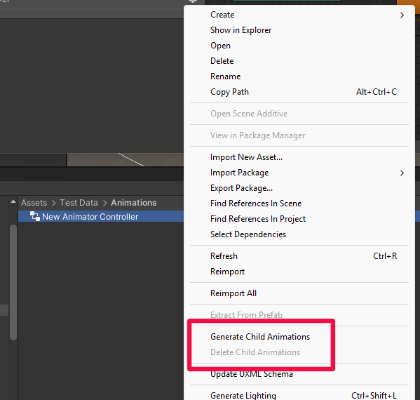 Create
Show in Explorer
Open
Delete
Rename
Copy Path Alt+Ctrl+C
Open Scene Additive
View in Package Manager
Import New Asset...
Import Package
Export Package...
Find References In Scene
Find References In Project
Select Dependencies
Refresh Ctrl+R
Reimport
Reimport All
Extract From Prefab
Generate Child Animations
Delete Child Animations
Update UXML Schema
Generate Lighting Ctrl+Shift+L
Assets > Test Data > Animations
New Animator Controller